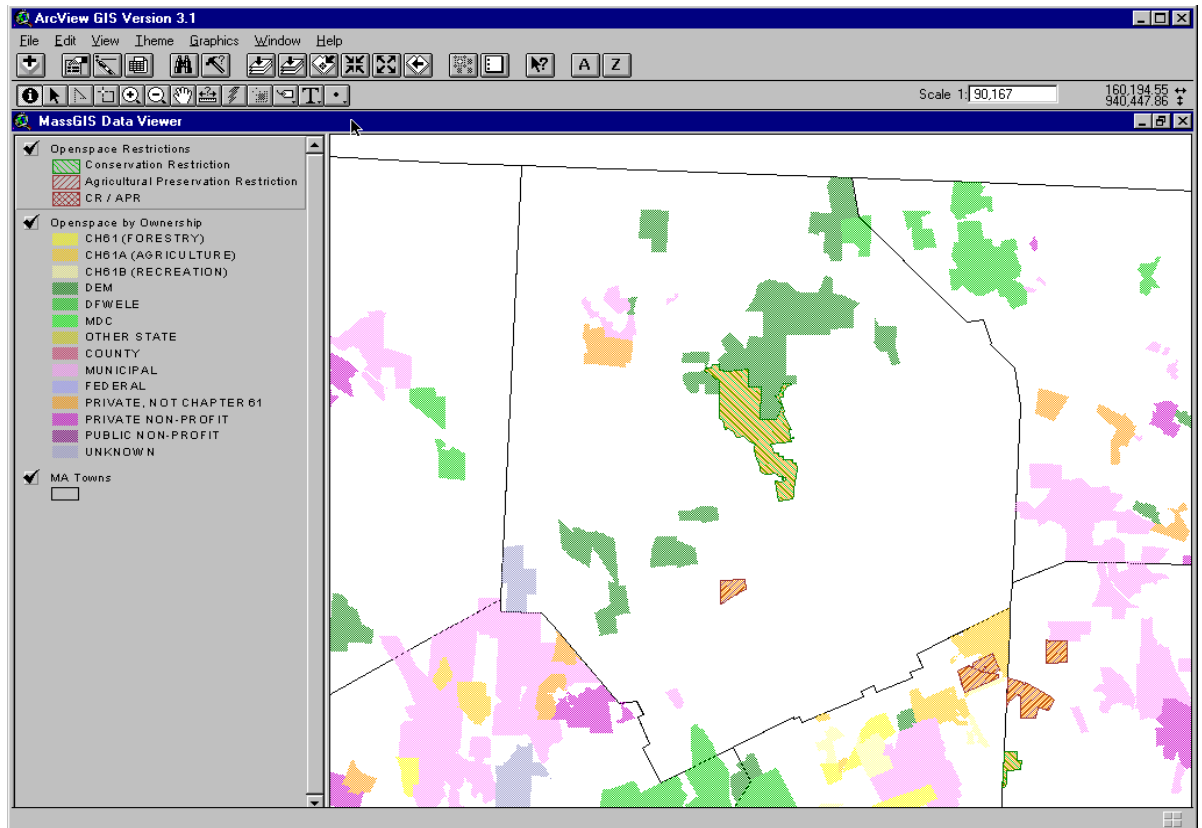 ArcView GIS Version 3.1
File Edit View Theme Graphics Window Help
A Z
Scale 1: 90,167
160,194.55
940,447.86
MassGIS Data Viewer
Openspace Restrictions
Conservation Restriction
Agricultural Preservation Restriction
CR / APR
Openspace by Ownership
CH61 (FORESTRY)
CH61A (AGRICULTURE)
CH61B (RECREATION)
DEM
DFWELE
MDC
OTHER STATE
COUNTY
MUNICIPAL
FEDERAL
PRIVATE, NOT CHAPTER 61
PRIVATE NON-PROFIT
PUBLIC NON-PROFIT
UNKNOWN
MA Towns